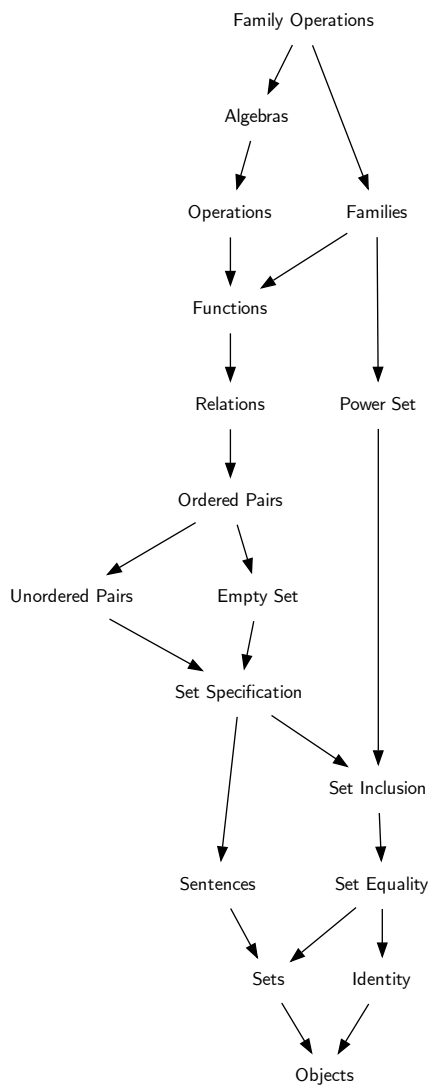 Family Operations
Algebras
Operations
Families
Functions
Relations
Power Set
Ordered Pairs
Unordered Pairs
Empty Set
Set Specification
Set Inclusion
Sentences
Set Equality
Sets
Identity
Objects